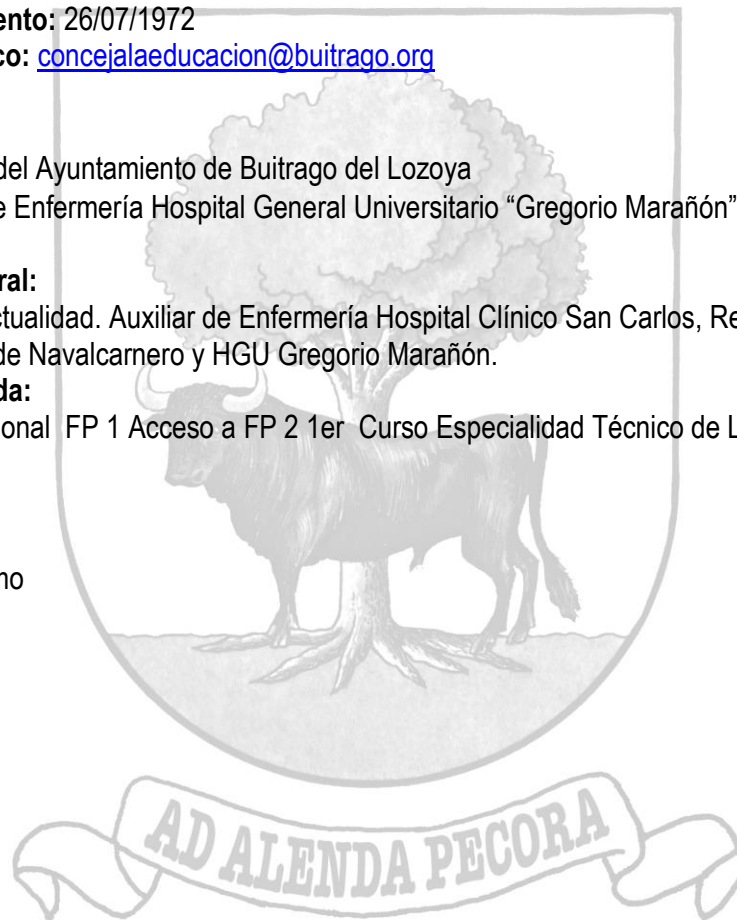 ento: 26/07/1972
co: concejalaeducacion@buitrago.org
del Ayuntamiento de Buitrago del Lozoya
e Enfermería Hospital General Universitario “Gregorio Marañón”
ral:
ctualidad. Auxiliar de Enfermería Hospital Clínico San Carlos, Re
de Navalcarnero y HGU Gregorio Marañón.
da:
ional FP 1 Acceso a FP 2 1er Curso Especialidad Técnico de L
no
AD ALENDA PECORA